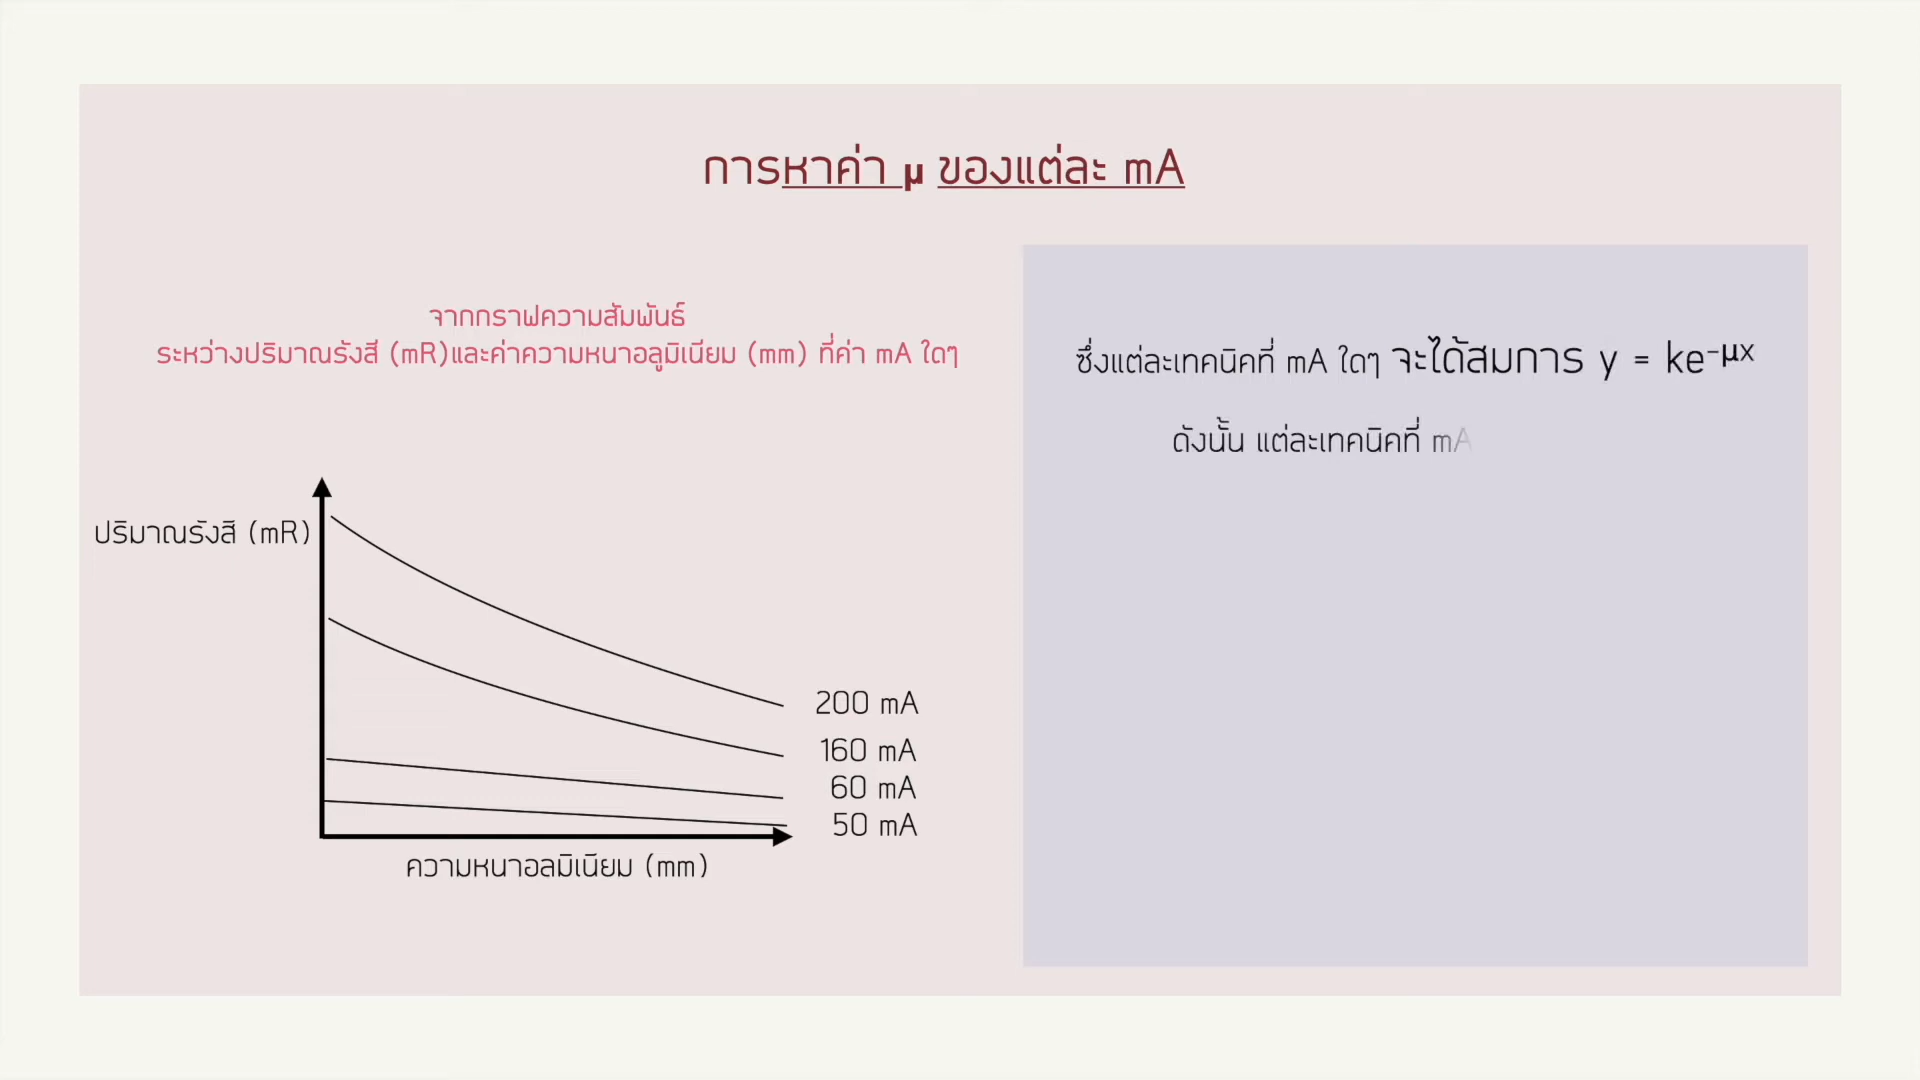 การหาค่า μ ของแต่ละ mA
จากกราฟความสัมพันธ์
ระหว่างปริมาณรังสี (mR)และค่าความหนาอลูมิเนียม (mm) ที่ค่า mA ใดๆ
ปริมาณรังสี (mR)
200 mA
160 mA
60 mA
50 mA
ความหนาอลมิเนียม (mm)
ซึ่งแต่ละเทคนิคที่ mA ใดๆ จะได้สมการ y = ke^-μx
ดังนั้น แต่ละเทคนิคที่ mA